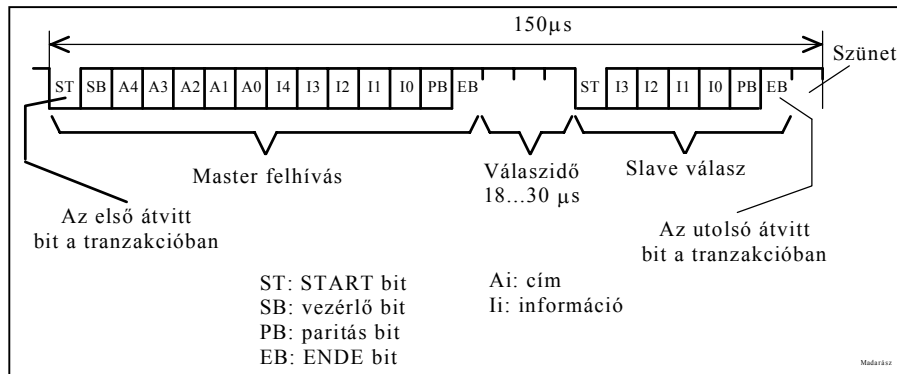 150μs
Szünet
ST SB A4 A3 A2 A1 A0 I4 I3 I2 I1 I0 PB EB ST I3 I2 I1 I0 PB EB
Master felhívás
Válaszidő
18...30 μs
Slave válasz
Az első átvitt
bit a tranzakcióban
Az utolsó átvitt
bit a tranzakcióban
ST: START bit
SB: vezérlő bit
PB: paritás bit
EB: ENDE bit
Ai: cím
Ii: információ
Madarász